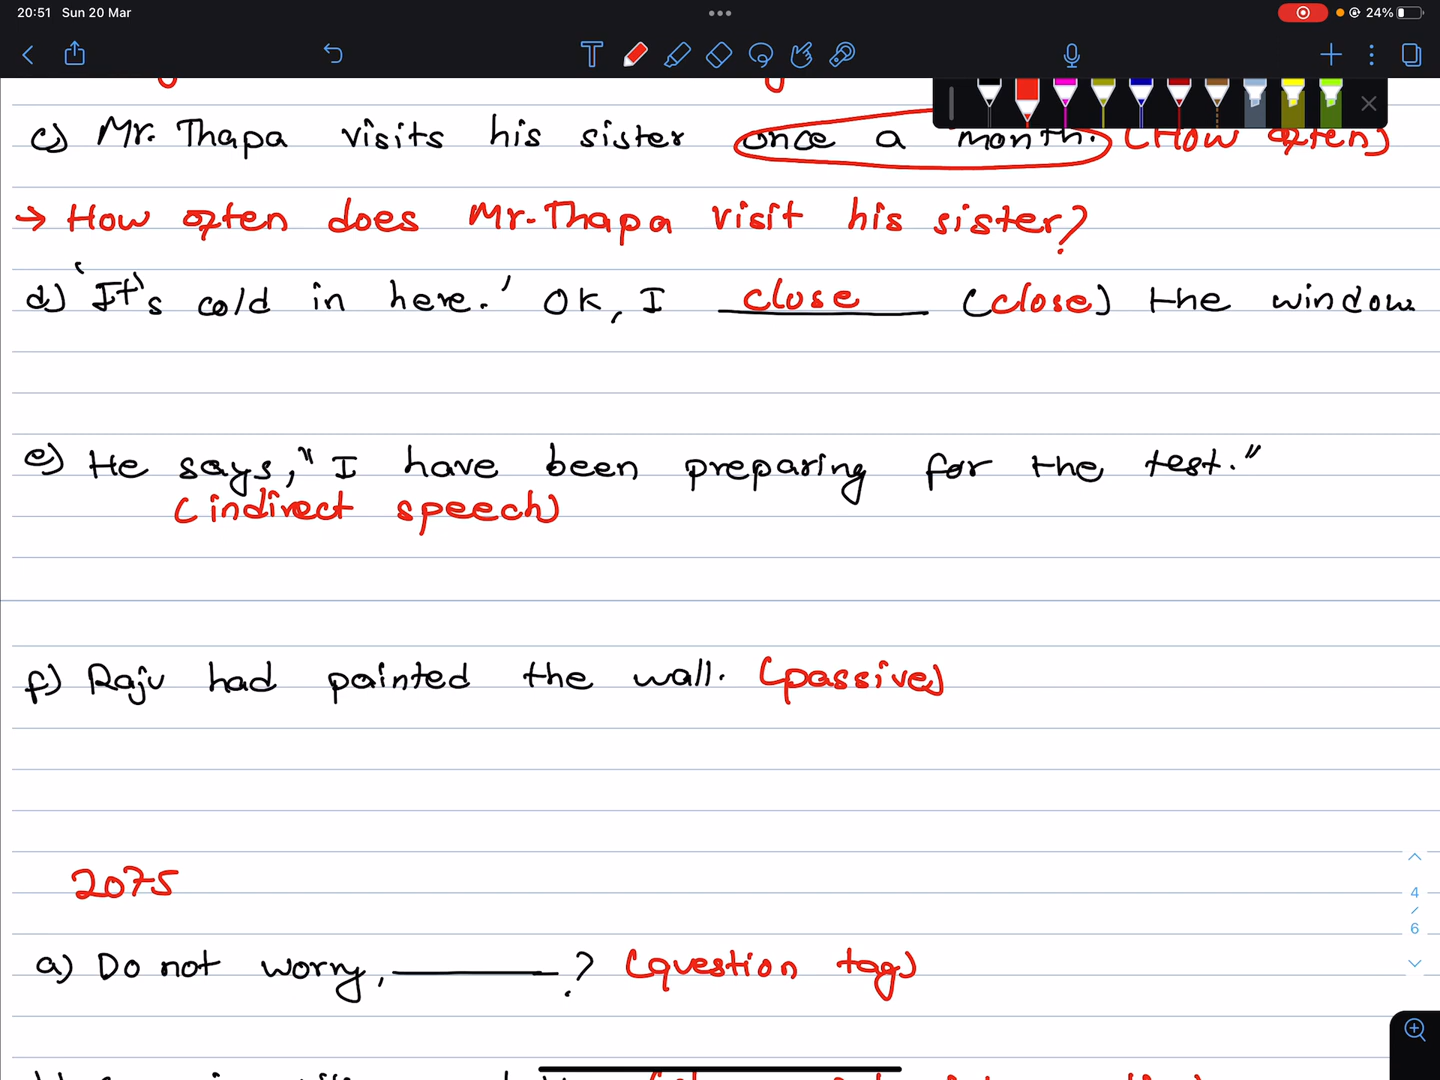 20:51 Sun 20 Mar
24%
c) Mr. Thapa visits his sister once a month. (How often)
→ How often does Mr. Thapa visit his sister?
d) 'It's cold in here.' OK, I close (close) the window.
e) He says, "I have been preparing for the test."
(indirect speech)
f) Raju had painted the wall. (passive)
2075
a) Do not worry, ________? (question tag)
4
/
6